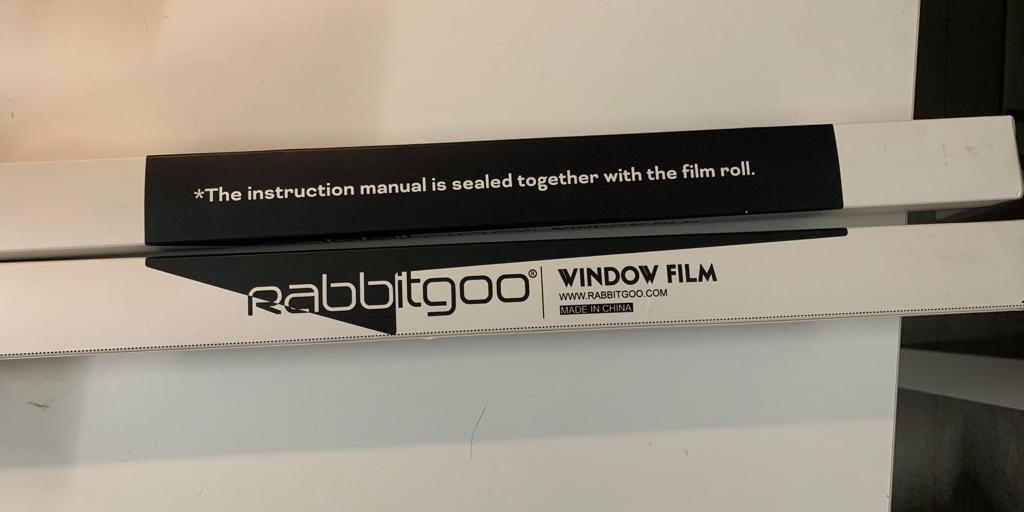 *The instruction manual is sealed together with the film roll.
Rabbitgoo® WINDOW FILM
WWW.RABBITGOO.COM
MADE IN CHINA